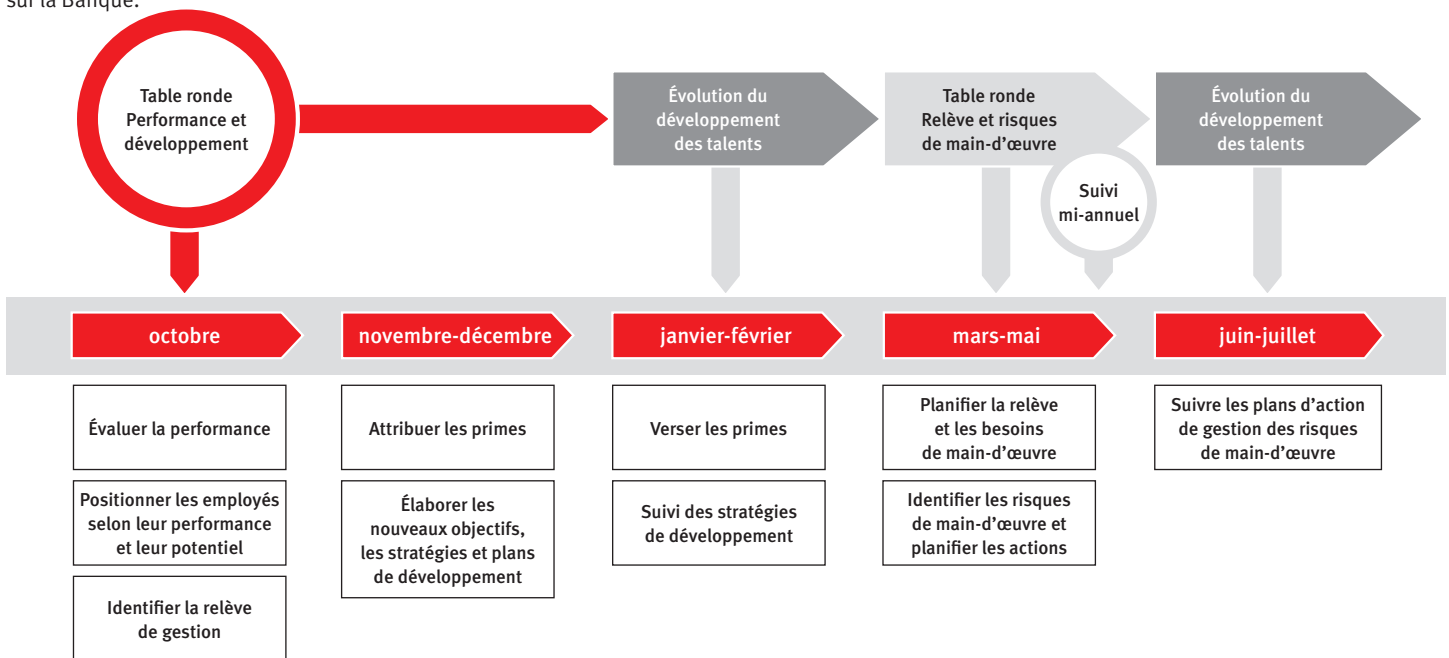 sur la Banque.
Table ronde
Performance et
développement
Évolution du
développement
des talents
Table ronde
Relève et risques
de main-d’œuvre
Suivi
mi-annuel
Évolution du
développement
des talents
octobre
novembre-décembre
janvier-février
mars-mai
juin-juillet
Évaluer la performance
Positionner les employés
selon leur performance
et leur potentiel
Identifier la relève
de gestion
Attribuer les primes
Élaborer les
nouveaux objectifs,
les stratégies et plans
de développement
Verser les primes
Suivi des stratégies
de développement
Planifier la relève
et les besoins
de main-d’œuvre
Identifier les risques
de main-d’œuvre et
planifier les actions
Suivre les plans d’action
de gestion des risques
de main-d’œuvre